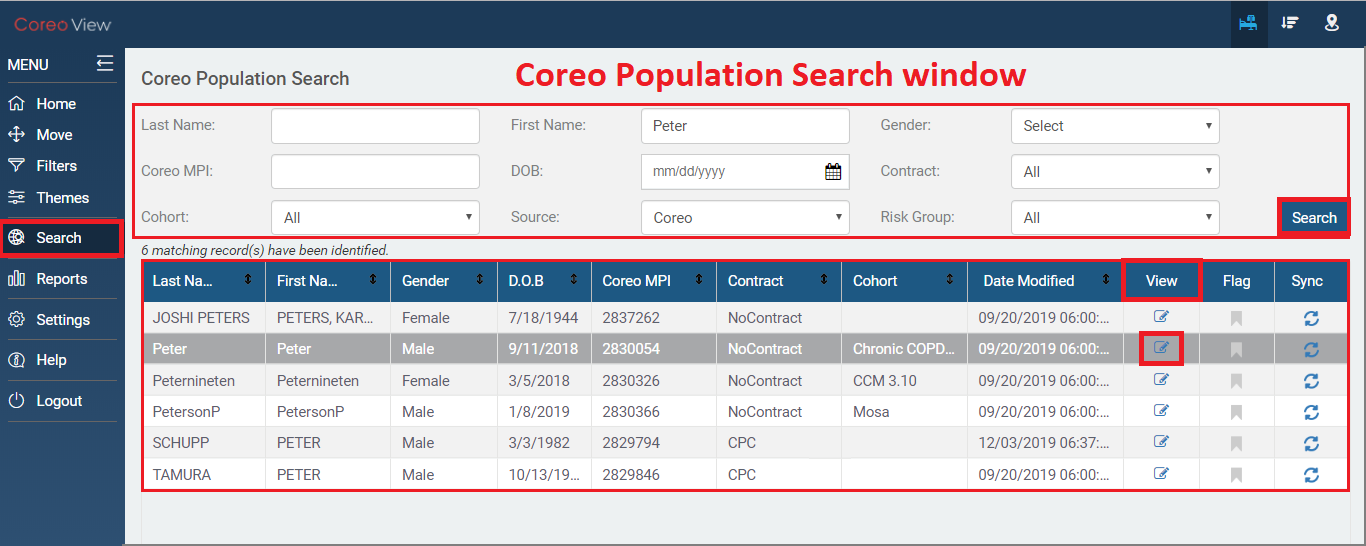 Coreo View
MENU
Home
Move
Filters
Themes
Search
Reports
Settings
Help
Logout
Coreo Population Search
Coreo Population Search window
Last Name: First Name: Peter Gender: Select
Coreo MPI: DOB: mm/dd/yyyy Contract: All
Cohort: All Source: Coreo Risk Group: All Search
6 matching record(s) have been identified.
Last Na... First Na... Gender D.O.B Coreo MPI Contract Cohort Date Modified View Flag Sync
JOSHI PETERS PETERS, KAR... Female 7/18/1944 2837262 NoContract 09/20/2019 06:00:...
Peter Peter Male 9/11/2018 2830054 NoContract Chronic COPD... 09/20/2019 06:00:...
Peternineten Peternineten Female 3/5/2018 2830326 NoContract CCM 3.10 09/20/2019 06:00:...
PetersonP PetersonP Male 1/8/2019 2830366 NoContract Mosa 09/20/2019 06:00:...
SCHUPP PETER Male 3/3/1982 2829794 CPC 12/03/2019 06:37:...
TAMURA PETER Male 10/13/19... 2829846 CPC 09/20/2019 06:00:...